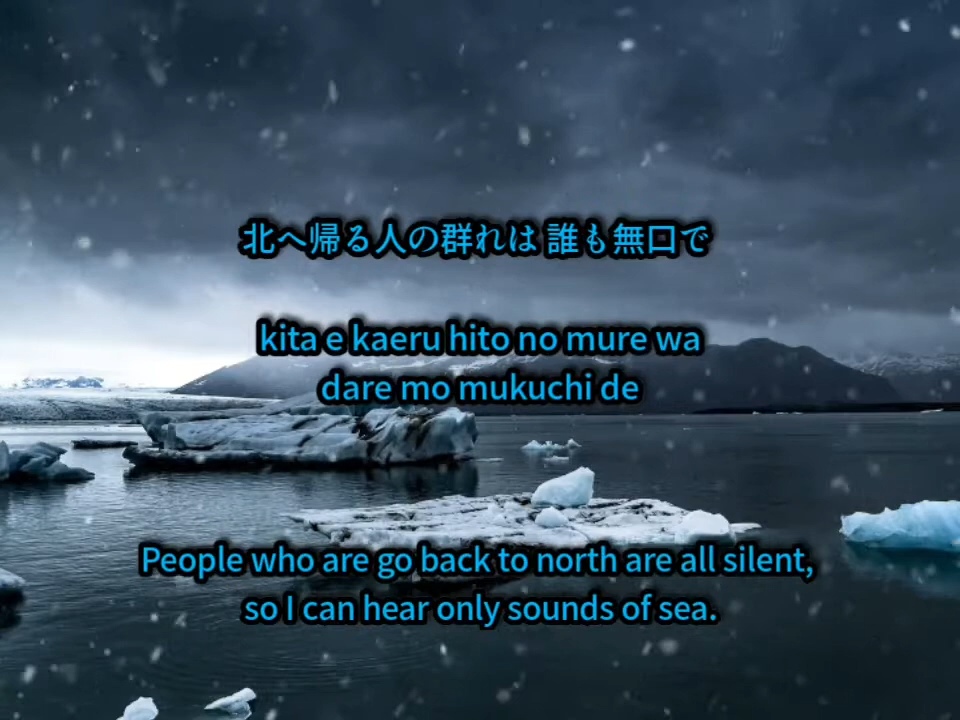 北へ帰る人の群れは 誰も無口で
kita e kaeru hito no mure wa
dare mo mukuchi de
People who are go back to north are all silent,
so I can hear only sounds of sea.